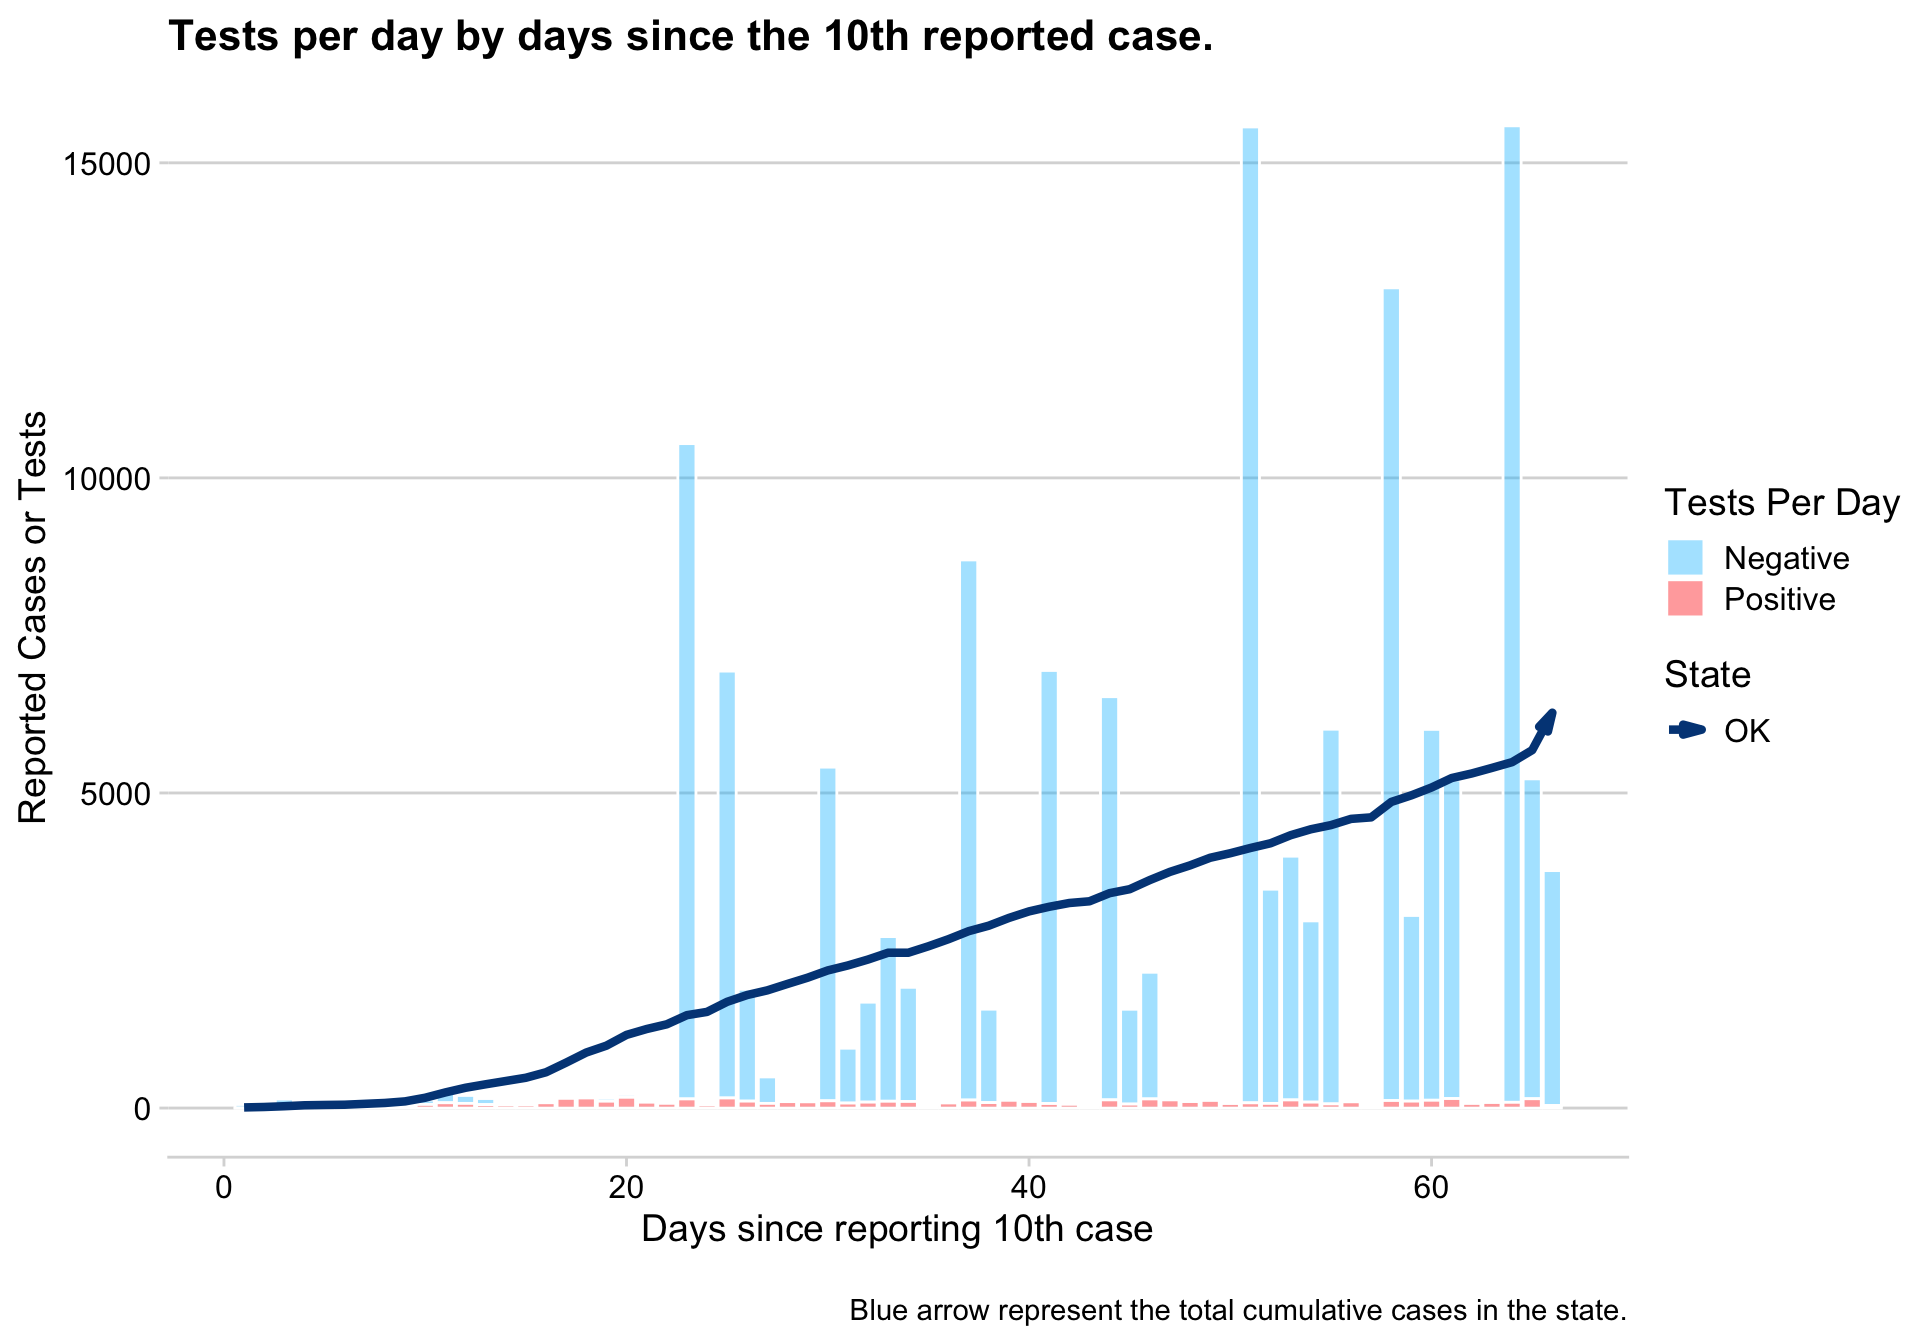 Tests per day by days since the 10th reported case.
15000
10000
5000
0
Reported Cases or Tests
0 20 40 60
Days since reporting 10th case
Tests Per Day
Negative
Positive
State
OK
Blue arrow represent the total cumulative cases in the state.